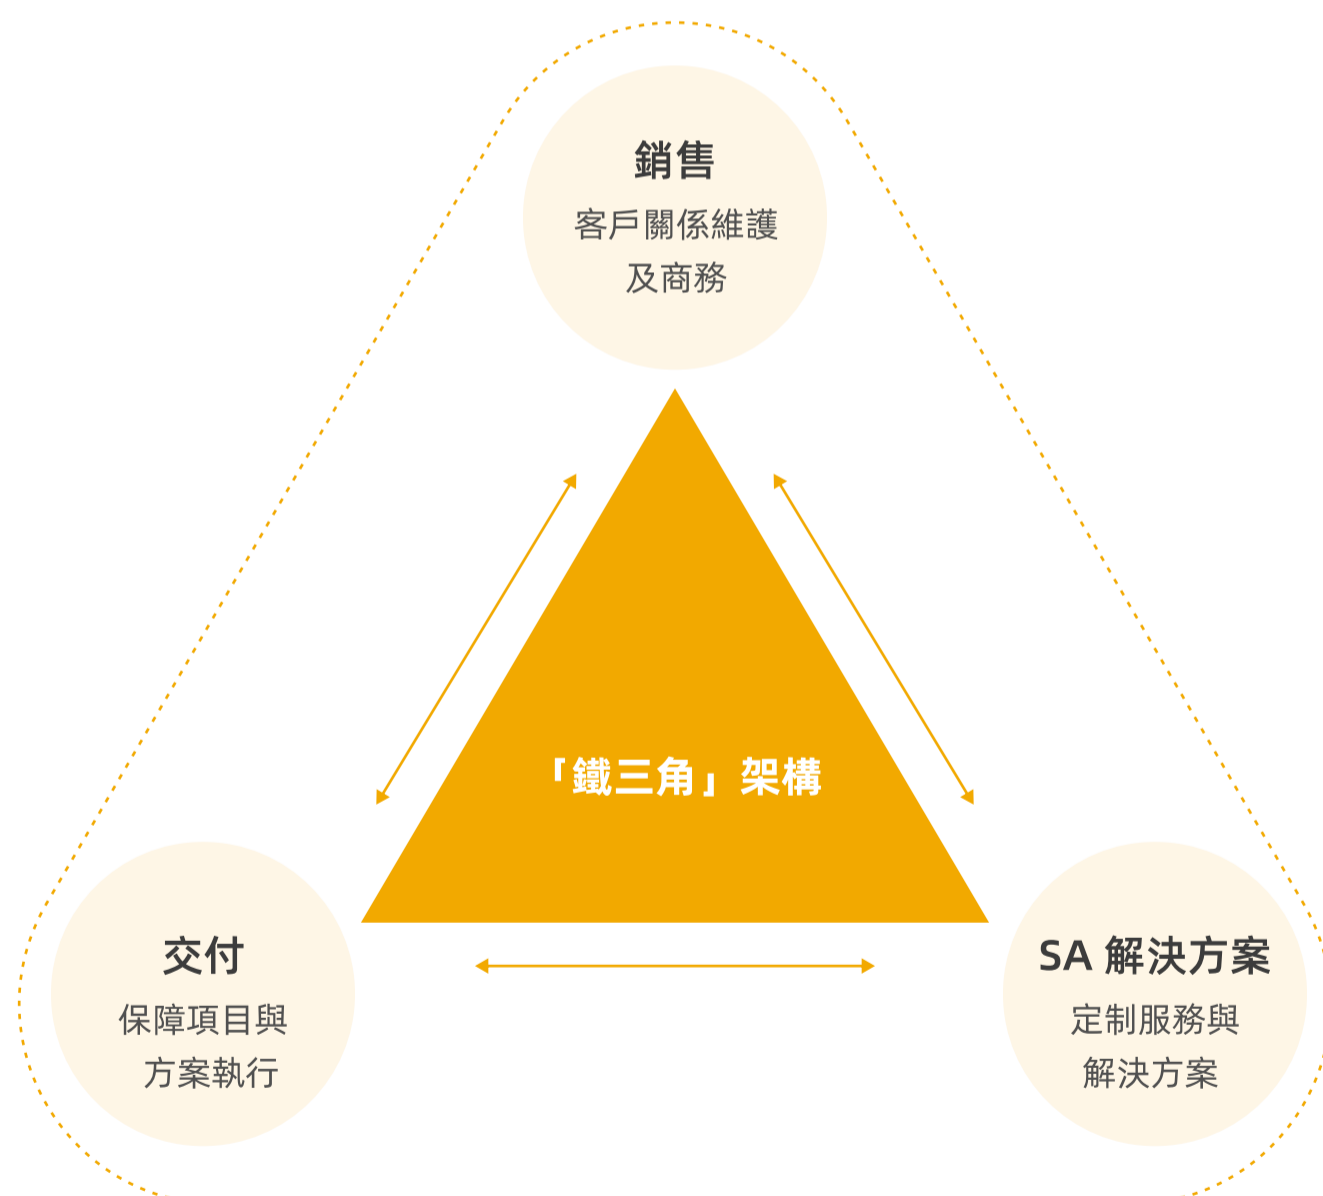 銷售
客戶關係維護
及商務
「鐵三角」架構
交付
保障項目與
方案執行
SA 解決方案
定制服務與
解決方案